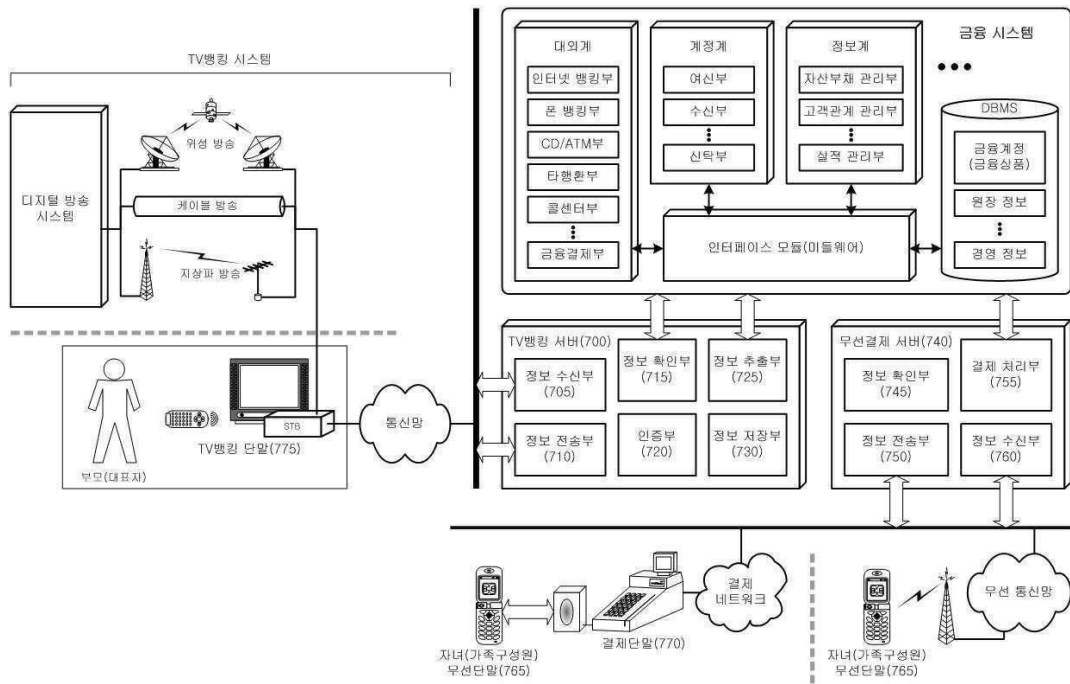 TV뱅킹 시스템
디지털 방송
시스템
위성 방송
케이블 방송
지상파 방송
부모(대표자)
STB
TV뱅킹 단말(775)
통신망
금융 시스템
대외계
인터넷 뱅킹부
폰 뱅킹부
CD/ATM부
타행환부
콜센터부
금융결제부
계정계
여신부
수신부
신탁부
정보계
자산부채 관리부
고객관계 관리부
실적 관리부
DBMS
금융계정
(금융상품)
원장 정보
경영 정보
인터페이스 모듈(미들웨어)
TV뱅킹 서버(700)
정보 수신부
(705)
정보 확인부
(715)
정보 추출부
(725)
정보 전송부
(710)
인증부
(720)
정보 저장부
(730)
무선결제 서버(740)
정보 확인부
(745)
결제 처리부
(755)
정보 전송부
(750)
정보 수신부
(760)
자녀(가족구성원)
무선단말(765)
결제단말(770)
결제
네트워크
자녀(가족구성원)
무선단말(765)
무선 통신망